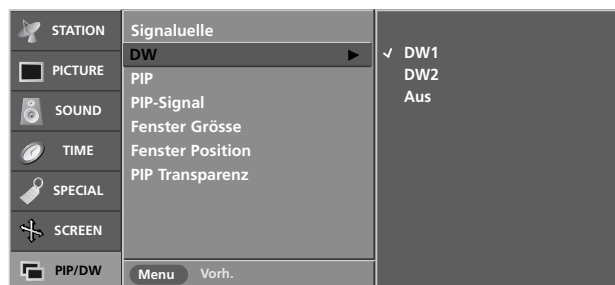 STATION
PICTURE
SOUND
TIME
SPECIAL
SCREEN
PIP/DW
Signaluelle
DW
PIP
PIP-Signal
Fenster Grösse
Fenster Position
PIP Transparenz
Menu Vorh.
DW1
DW2
Aus